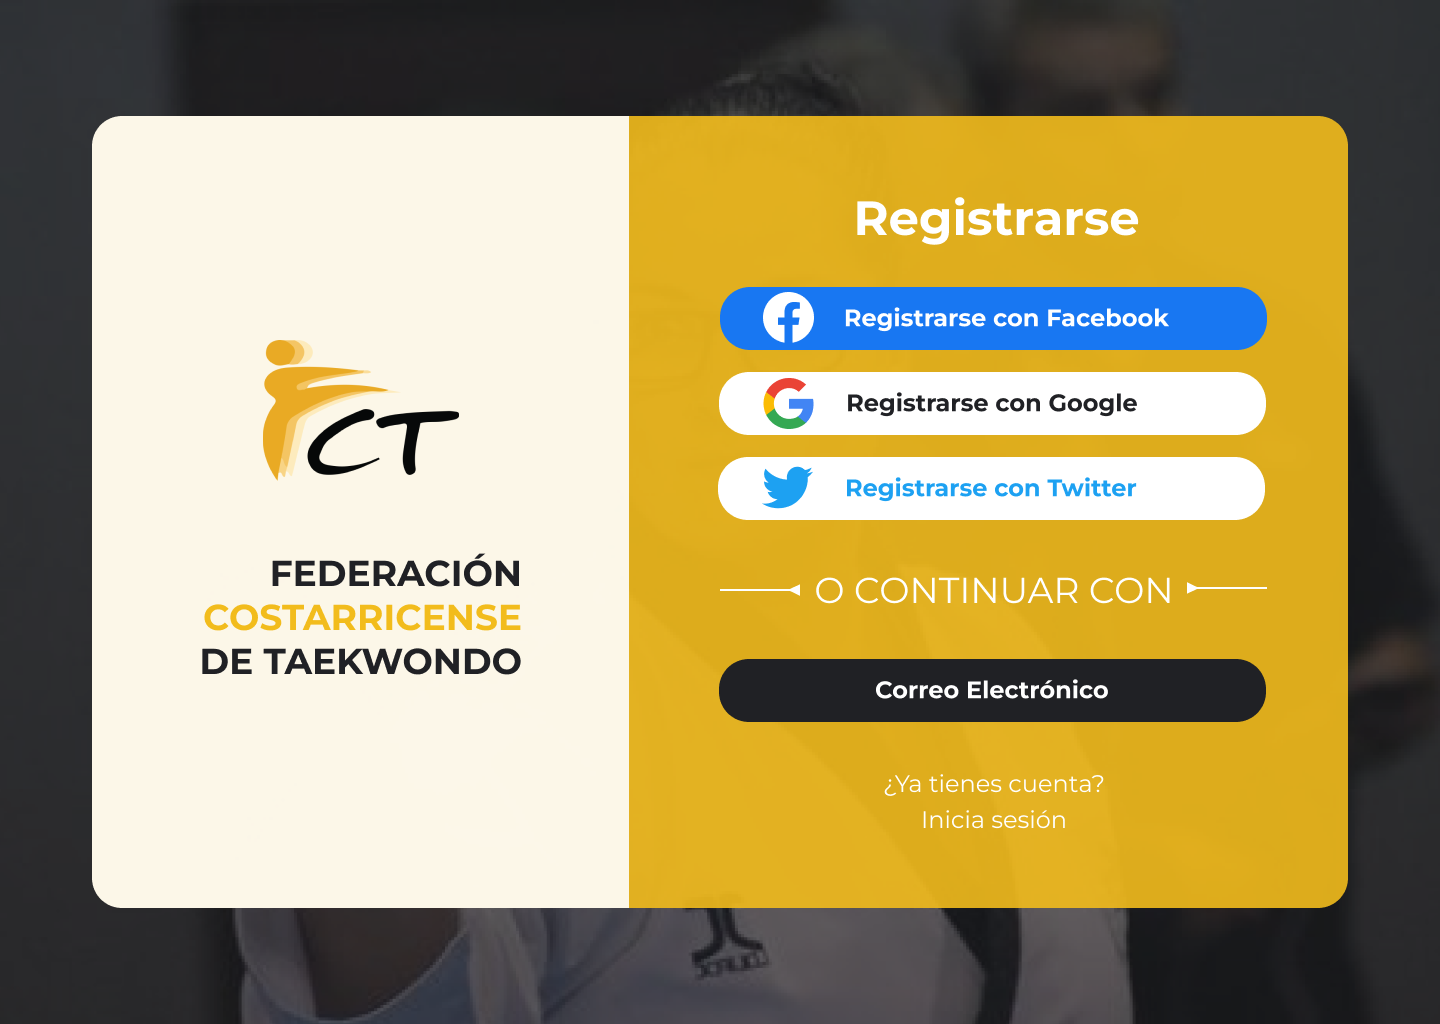 CT
FEDERACIÓN
COSTARRICENSE
DE TAEKWONDO
Registrarse
Registrarse con Facebook
Registrarse con Google
Registrarse con Twitter
O CONTINUAR CON
Correo Electrónico
¿Ya tienes cuenta?
Inicia sesión